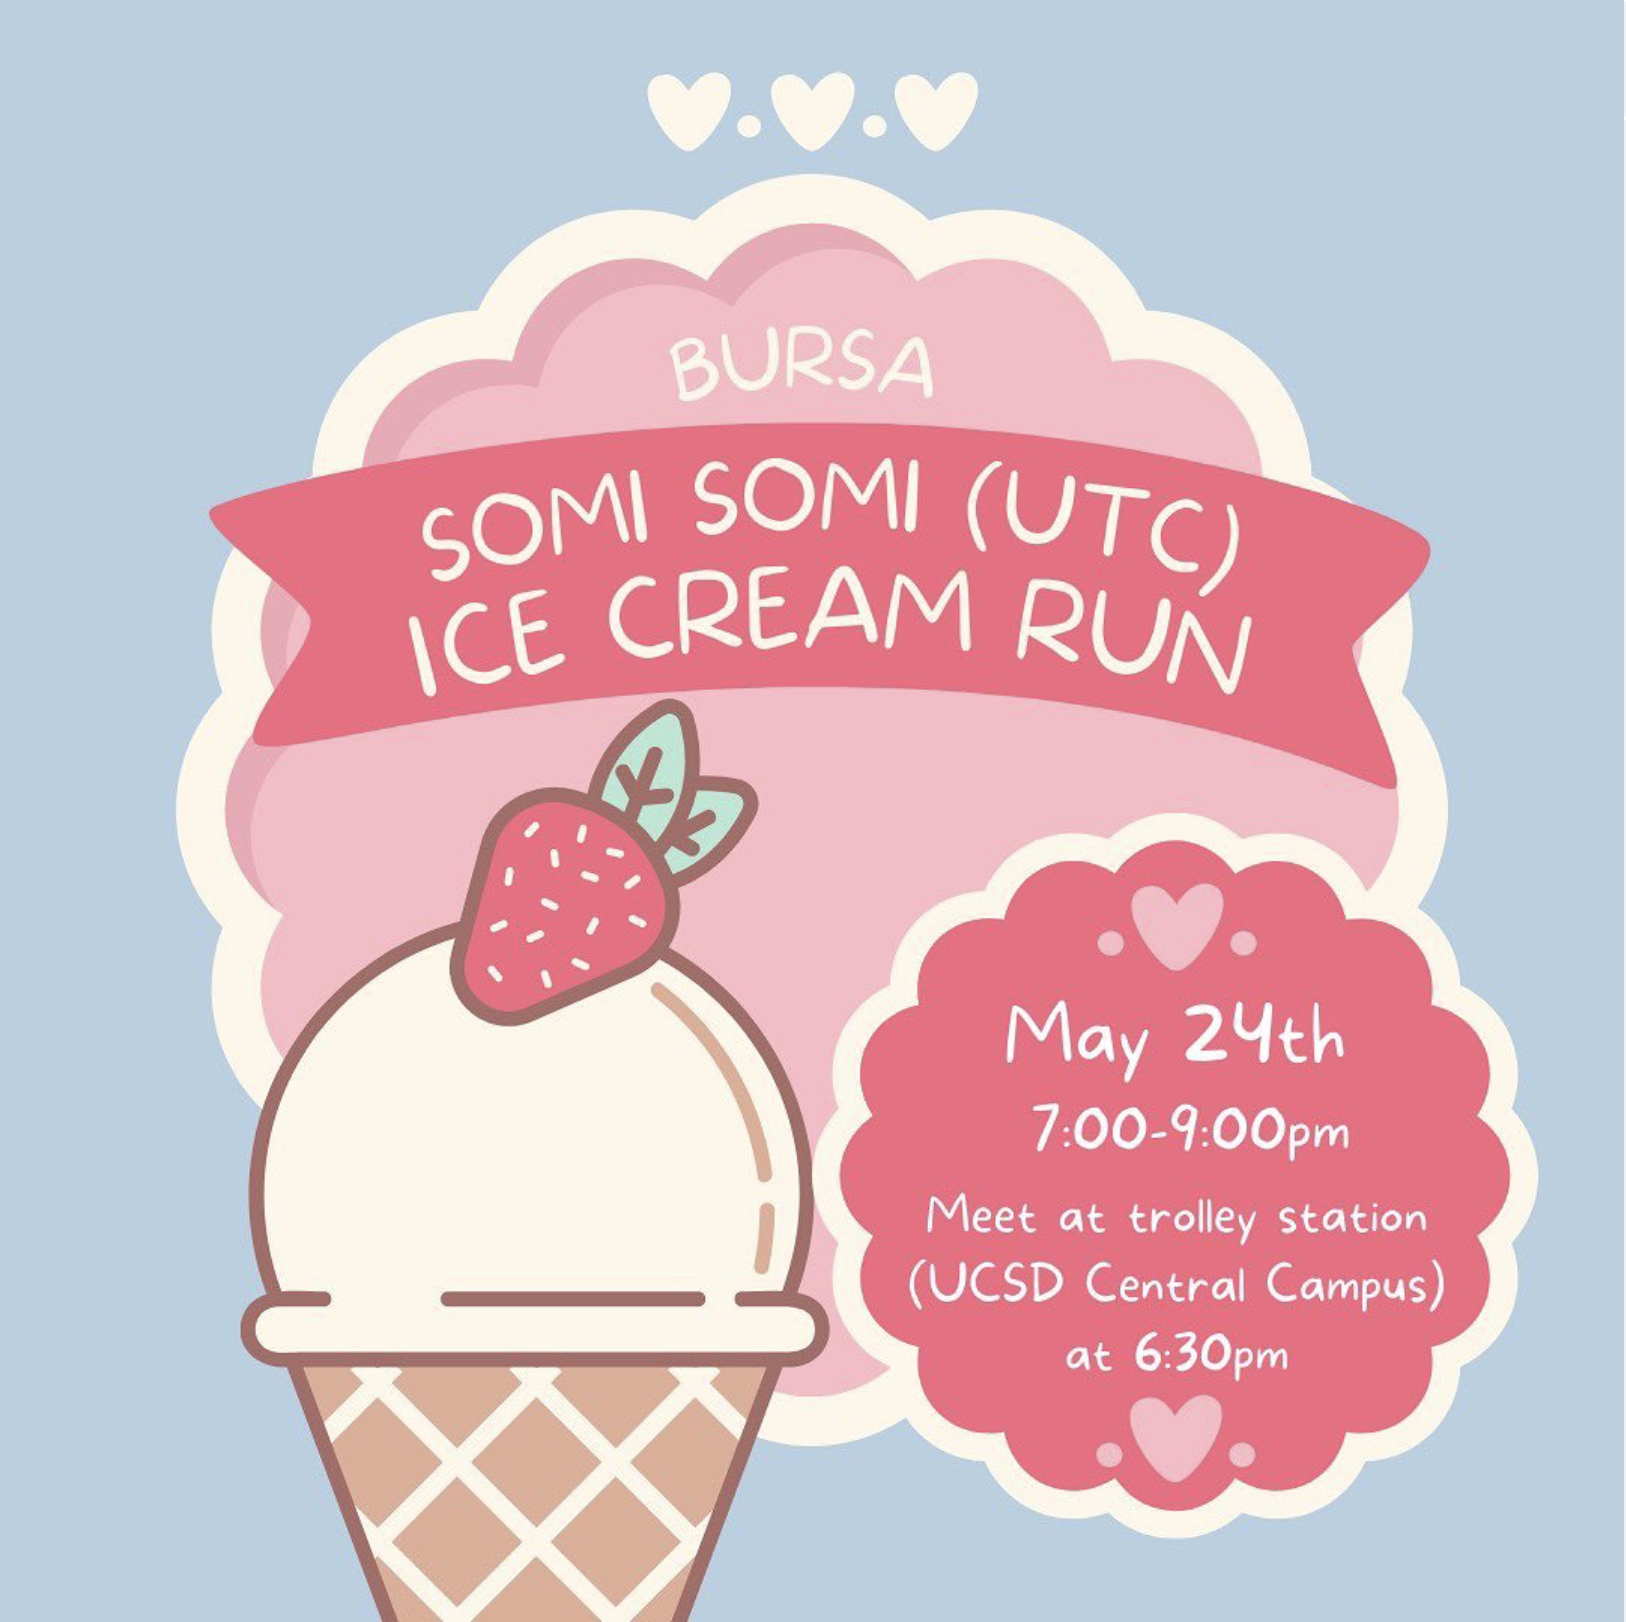 BURSA
SOMI SOMI (UTC)
ICE CREAM RUN
May 24th
7:00-9:00pm
Meet at trolley station
(UCSD Central Campus)
at 6:30pm